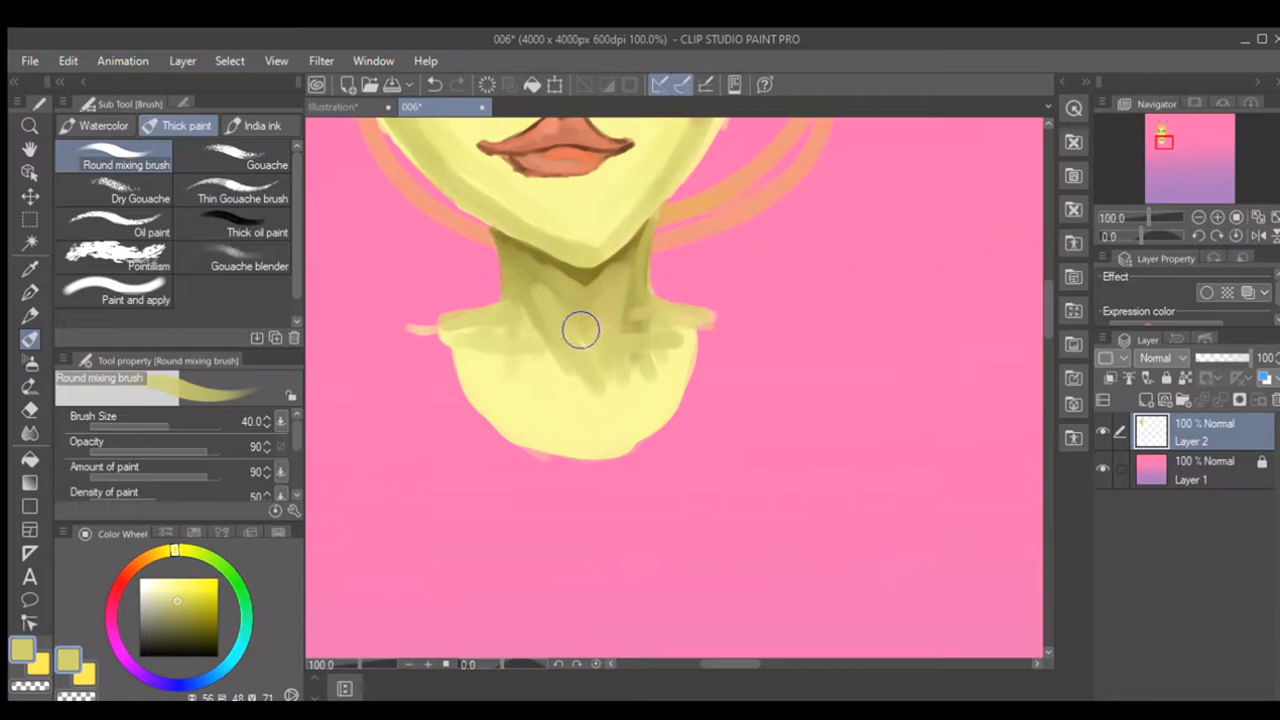 006* (4000 x 4000px 600dpi 100.0%) - CLIP STUDIO PAINT PRO
File Edit Animation Layer Select View Filter Window Help
Sub Tool [Brush]
Illustration* 006*
Navigator
Watercolor Thick paint India ink
Round mixing brush Gouache
Dry Gouache Thin Gouache brush
Oil paint Thick oil paint
Pointillism Gouache blender
Paint and apply
100.0
0.0
Layer Property
Effect
Expression color
Layer
Normal 100
Tool property [Round mixing brush]
Round mixing brush
Brush Size 40.0
Opacity 90
Amount of paint 90
Density of paint 50
100 % Normal
Layer 2
100 % Normal
Layer 1
Color Wheel
A
56 48 71
100.0 0.0